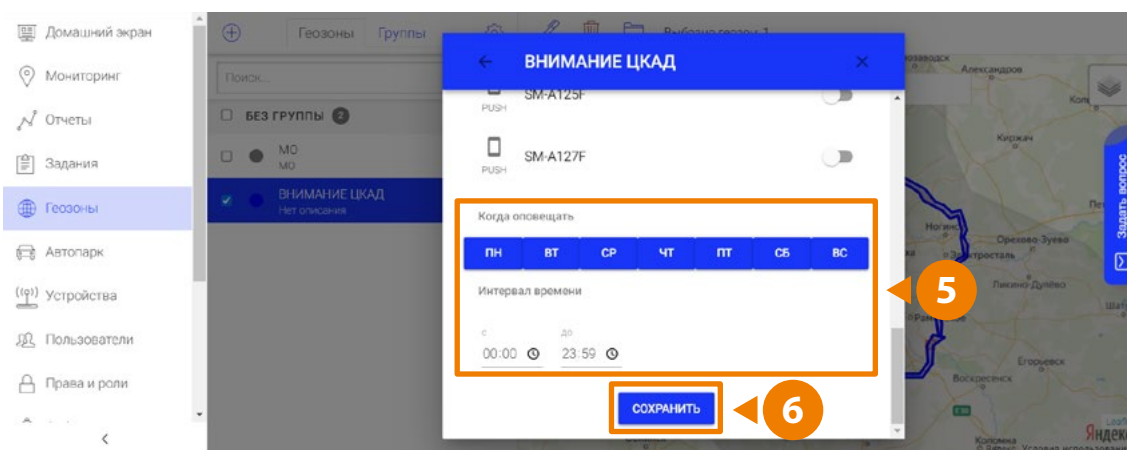 Домашний экран
Мониторинг
Отчеты
Задания
Геозоны
Автопарк
((ɡ)) Устройства
Пользователи
Права и роли
Геозоны Группы
Поиск...
БЕЗ ГРУППЫ 2
МО
МО
ВНИМАНИЕ ЦКАД
Нет описания
ВНИМАНИЕ ЦКАД
SM-A125F
PUSH
SM-A127F
PUSH
Когда оповещать
ПН ВТ СР ЧТ ПТ СБ ВС
Интервал времени
с до
00:00 23:59
5
СОХРАНИТЬ
6
Александров
Киржач
Орехово-Зуево
Ликино-Дулёво
Егорьевск
Воскресенск
Коломна
Задать вопрос